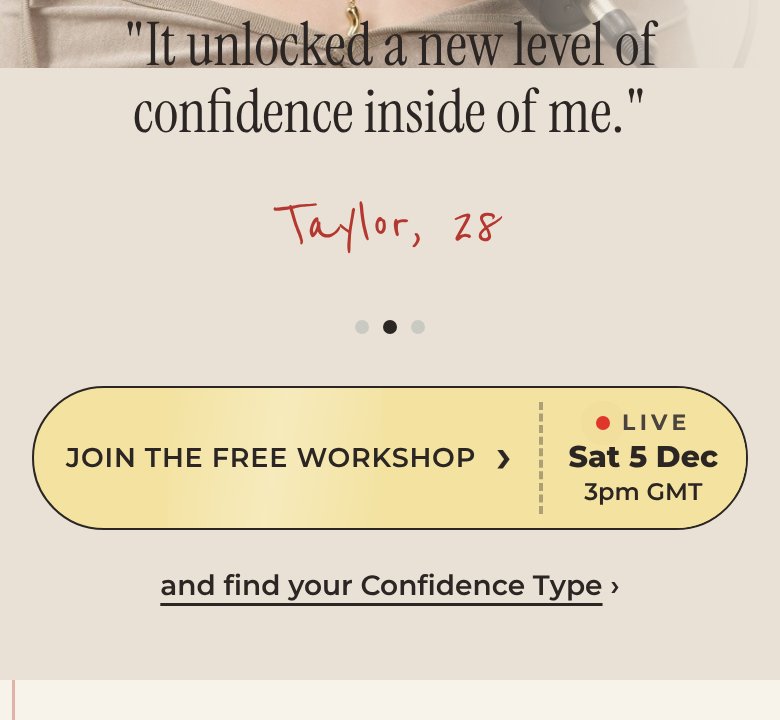 "It unlocked a new level of
confidence inside of me."
Taylor, 28
JOIN THE FREE WORKSHOP ›
LIVE
Sat 5 Dec
3pm GMT
and find your Confidence Type ›